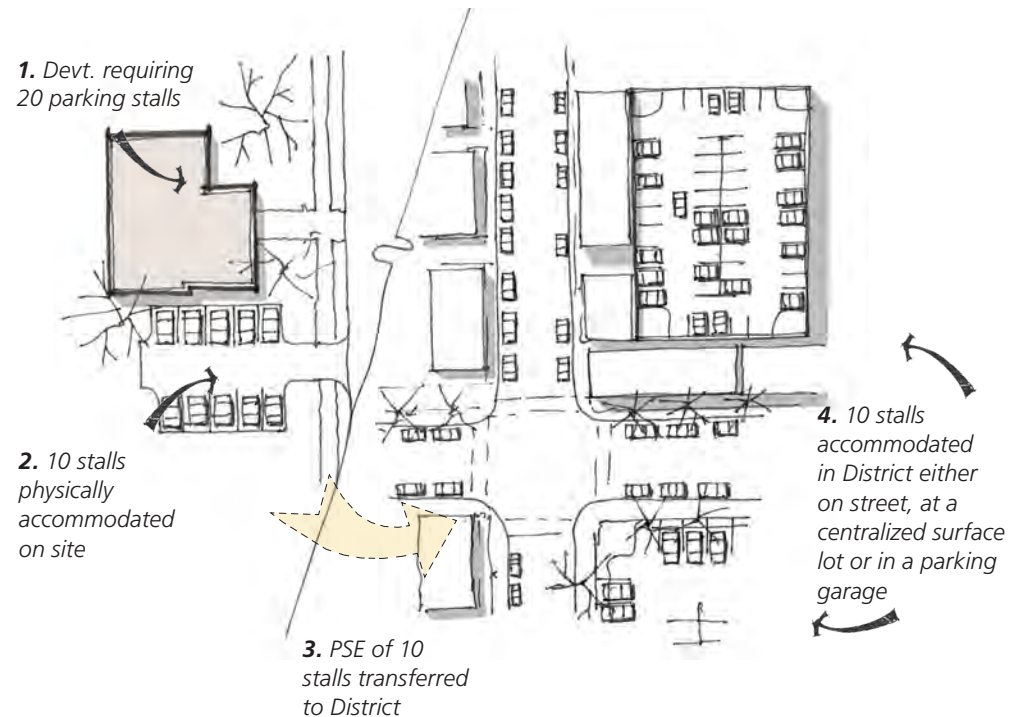 1. Devt. requiring
20 parking stalls
2. 10 stalls
physically
accommodated
on site
3. PSE of 10
stalls transferred
to District
4. 10 stalls
accommodated
in District either
on street, at a
centralized surface
lot or in a parking
garage